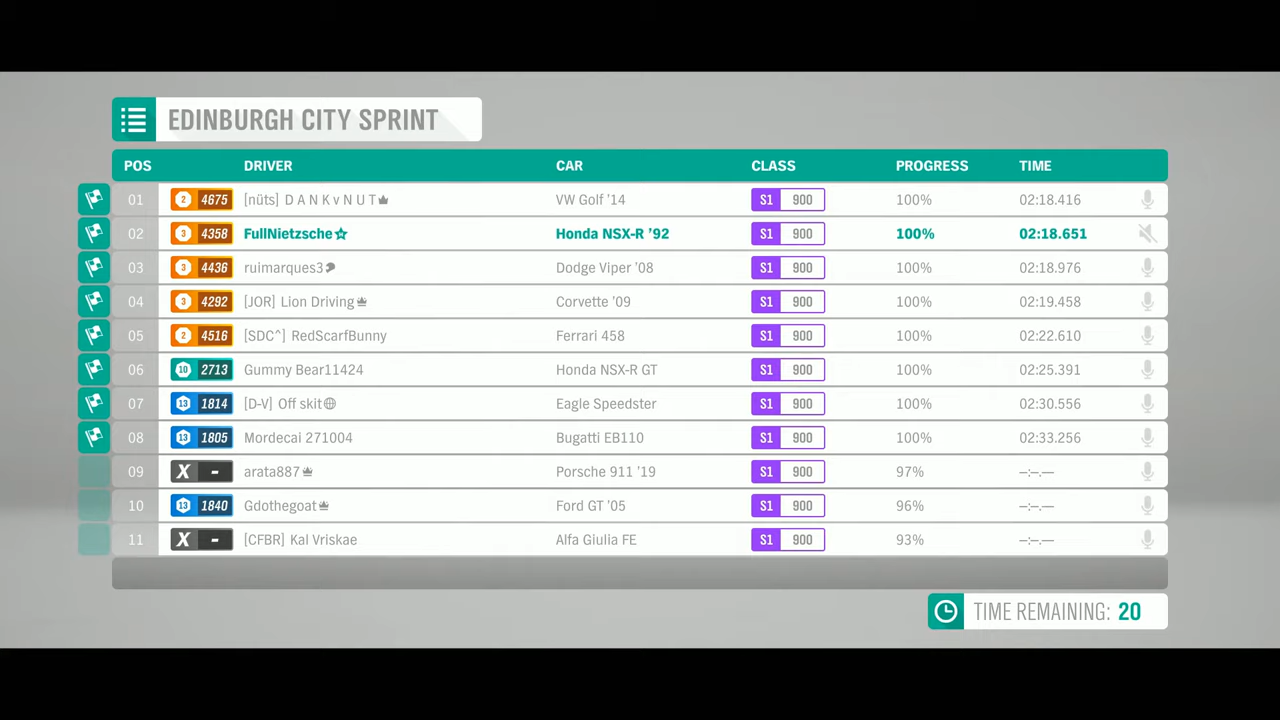 EDINBURGH CITY SPRINT
POS DRIVER CAR CLASS PROGRESS TIME
01 2 4675 [nüts] D A N K v N U T VW Golf '14 S1 900 100% 02:18.416
02 3 4358 FullNietzsche Honda NSX-R '92 S1 900 100% 02:18.651
03 3 4436 ruimarques3 Dodge Viper '08 S1 900 100% 02:18.976
04 3 4292 [JOR] Lion Driving Corvette '09 S1 900 100% 02:19.458
05 2 4516 [SDC^] RedScarfBunny Ferrari 458 S1 900 100% 02:22.610
06 10 2713 Gummy Bear11424 Honda NSX-R GT S1 900 100% 02:25.391
07 13 1814 [D-V] Off skit Eagle Speedster S1 900 100% 02:30.556
08 13 1805 Mordecai 271004 Bugatti EB110 S1 900 100% 02:33.256
09 X - arata887 Porsche 911 '19 S1 900 97% --:--.---
10 13 1840 Gdothegoat Ford GT '05 S1 900 96% --:--.---
11 X - [CFBR] Kal Vriskae Alfa Giulia FE S1 900 93% --:--.---
TIME REMAINING: 20